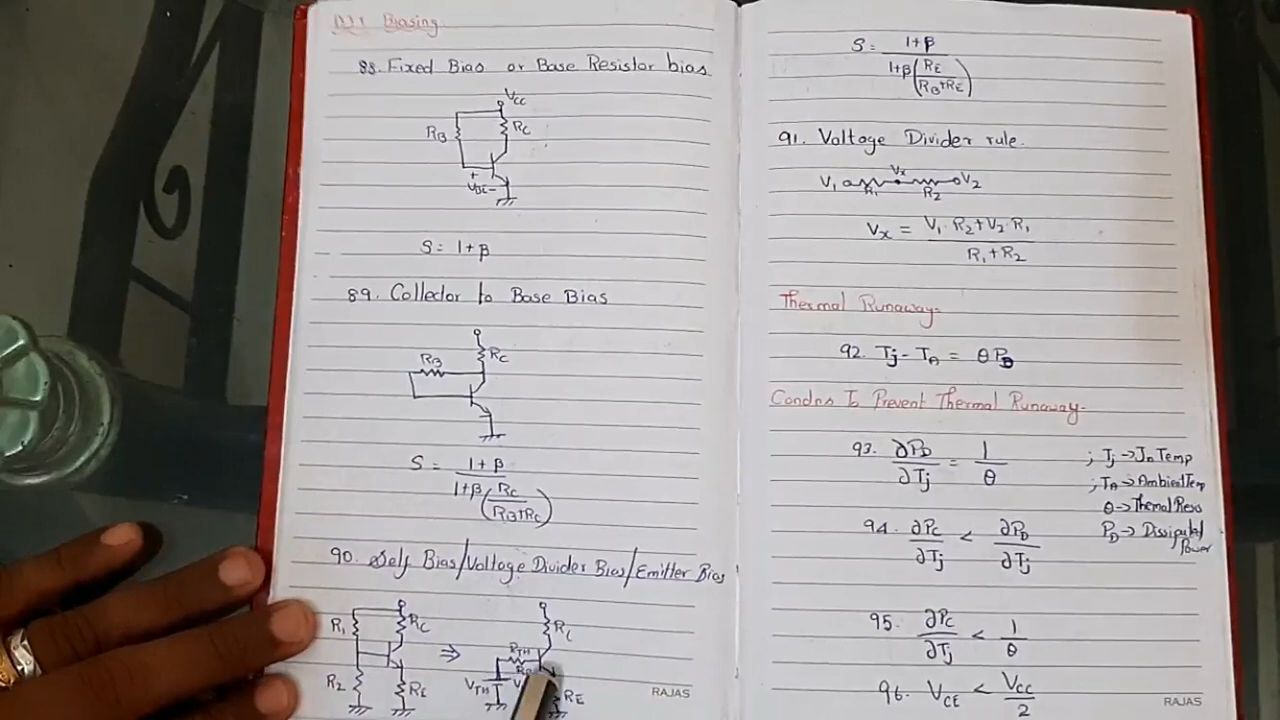 BJT Biasing
88. Fixed Bias or Base Resistor bias
VCC
RB
RC
+
VBE -
S = 1+β
89. Collector to Base Bias
RC
RB
S = 1+β
1+β(RC
RB+RC)
90. Self Bias/Voltage Divider Bias/Emitter Bias
R1
RC
⇒
RC
RTH
R2
RE
VTH
RE
RAJAS
S = 1+β
1+β(RE
RB+RE)
91. Voltage Divider rule.
V1
Vx
V2
R1
R2
Vx = V1·R2+V2·R1
R1+R2
Thermal Runaway-
92. Tj - TA = θ PD
Condns To Prevent Thermal Runaway-
93. ∂PD
∂Tj
= 1
θ
; Tj → Jn Temp
; TA → Ambient Temp
θ → Themal Ress
PD → Dissipated
Power
94. ∂PC
∂Tj
< ∂PD
∂Tj
95. ∂PC
∂Tj
< 1
θ
96. VCE < VCC
2
RAJAS